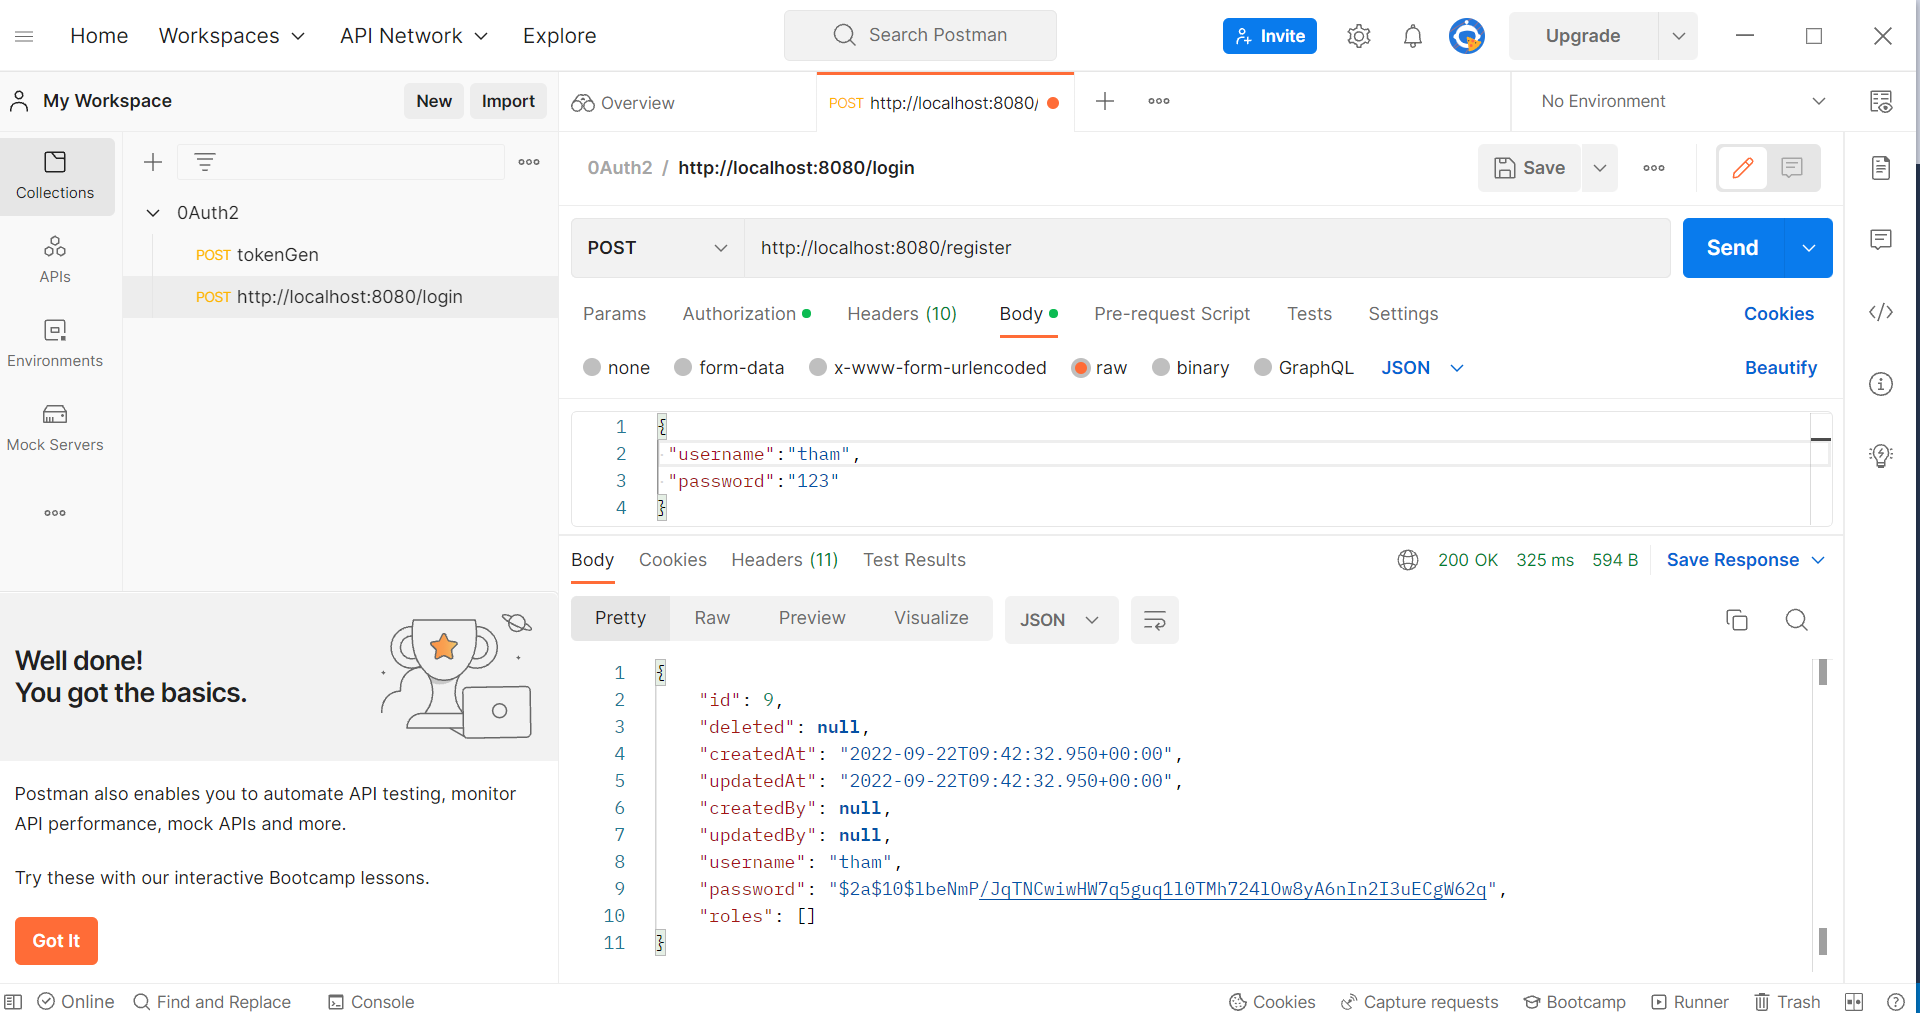 Home Workspaces API Network Explore Search Postman Invite Upgrade
My Workspace New Import Overview POST http://localhost:8080/ No Environment
Collections
0Auth2 / http://localhost:8080/login Save
0Auth2
POST tokenGen
POST http://localhost:8080/login
APIs
Environments
Mock Servers
POST http://localhost:8080/register Send
Params Authorization Headers (10) Body Pre-request Script Tests Settings Cookies
none form-data x-www-form-urlencoded raw binary GraphQL JSON Beautify
1 {
2 "username":"tham",
3 "password":"123"
4 }
Body Cookies Headers (11) Test Results 200 OK 325 ms 594 B Save Response
Pretty Raw Preview Visualize JSON
1 {
2 "id": 9,
3 "deleted": null,
4 "createdAt": "2022-09-22T09:42:32.950+00:00",
5 "updatedAt": "2022-09-22T09:42:32.950+00:00",
6 "createdBy": null,
7 "updatedBy": null,
8 "username": "tham",
9 "password": "$2a$10$lbeNmP/JqTNCwiwHW7q5guq1l0TMh724lOw8yA6nIn2I3uECgW62q",
10 "roles": []
11 }
Well done!
You got the basics.
Postman also enables you to automate API testing, monitor
API performance, mock APIs and more.
Try these with our interactive Bootcamp lessons.
Got It
Online Find and Replace Console Cookies Capture requests Bootcamp Runner Trash